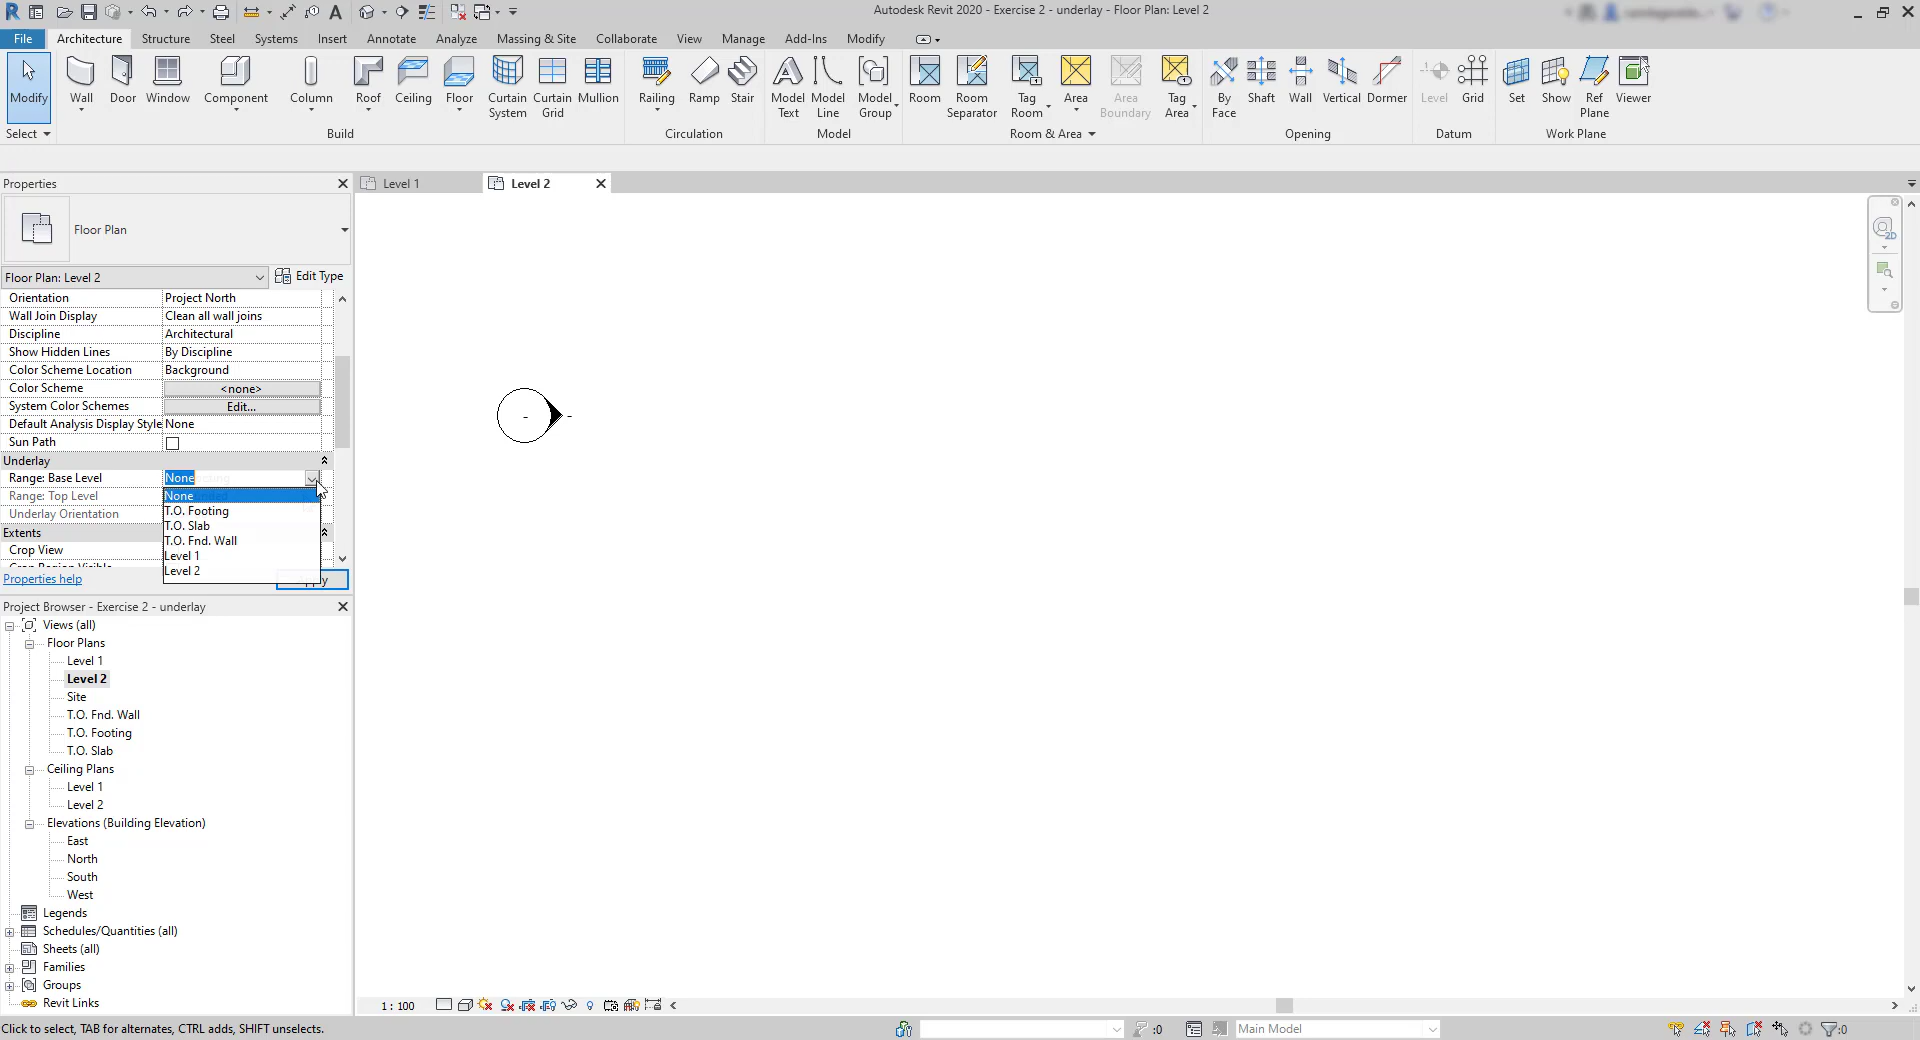 Autodesk Revit 2020 - Exercise 2 - underlay - Floor Plan: Level 2
File Architecture Structure Steel Systems Insert Annotate Analyze Massing & Site Collaborate View Manage Add-Ins Modify
Modify Wall Door Window Component Column Roof Ceiling Floor Curtain System Curtain Grid Mullion Railing Ramp Stair Model Text Model Line Model Group Room Room Separator Tag Room Area Area Boundary Tag Area By Face Shaft Wall Vertical Dormer Level Grid Set Show Ref Plane Viewer
Select Build Circulation Model Room & Area Opening Datum Work Plane
Properties
Level 1
Level 2
Floor Plan
Floor Plan: Level 2
Edit Type
Orientation Project North
Wall Join Display Clean all wall joins
Discipline Architectural
Show Hidden Lines By Discipline
Color Scheme Location Background
Color Scheme <none>
System Color Schemes Edit...
Default Analysis Display Style None
Sun Path
Underlay
Range: Base Level None
Range: Top Level
Underlay Orientation
Extents
Crop View
None
T.O. Footing
T.O. Slab
T.O. Fnd. Wall
Level 1
Level 2
Properties help
Project Browser - Exercise 2 - underlay
Views (all)
Floor Plans
Level 1
Level 2
Site
T.O. Fnd. Wall
T.O. Footing
T.O. Slab
Ceiling Plans
Level 1
Level 2
Elevations (Building Elevation)
East
North
South
West
Legends
Schedules/Quantities (all)
Sheets (all)
Families
Groups
Revit Links
- -
2D
1 : 100
Click to select, TAB for alternates, CTRL adds, SHIFT unselects.
:0
Main Model
:0